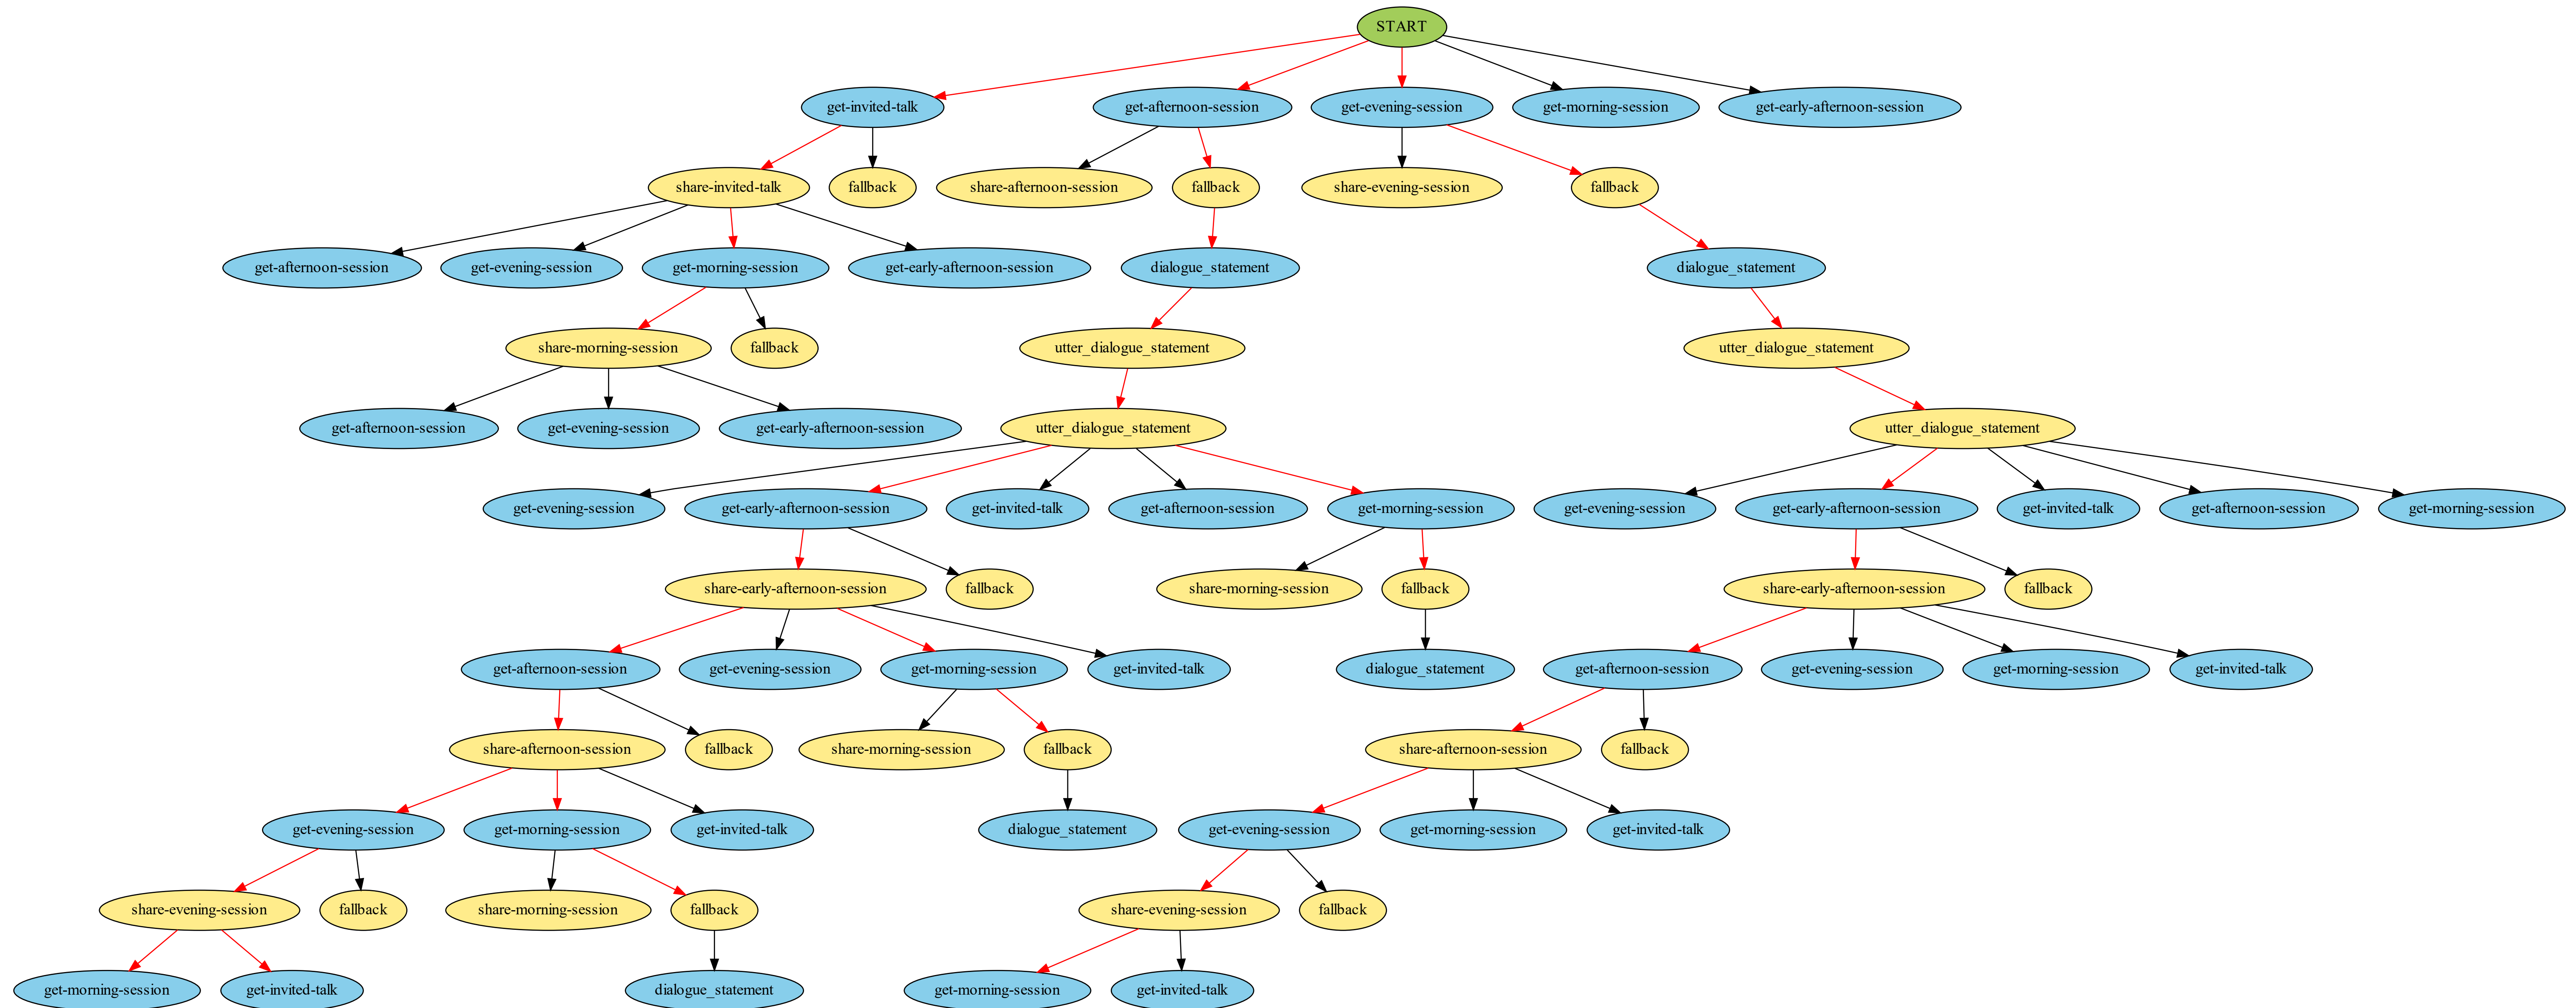 START
get-invited-talk
get-afternoon-session
get-evening-session
get-morning-session
get-early-afternoon-session
share-invited-talk
fallback
share-afternoon-session
fallback
share-evening-session
fallback
get-afternoon-session
get-evening-session
get-morning-session
get-early-afternoon-session
dialogue_statement
dialogue_statement
share-morning-session
fallback
utter_dialogue_statement
utter_dialogue_statement
get-afternoon-session
get-evening-session
get-early-afternoon-session
utter_dialogue_statement
utter_dialogue_statement
get-evening-session
get-early-afternoon-session
get-invited-talk
get-afternoon-session
get-morning-session
get-evening-session
get-early-afternoon-session
get-invited-talk
get-afternoon-session
get-morning-session
share-early-afternoon-session
fallback
share-morning-session
fallback
share-early-afternoon-session
fallback
get-afternoon-session
get-evening-session
get-morning-session
get-invited-talk
dialogue_statement
get-afternoon-session
get-evening-session
get-morning-session
get-invited-talk
share-afternoon-session
fallback
share-morning-session
fallback
share-afternoon-session
fallback
get-evening-session
get-morning-session
get-invited-talk
dialogue_statement
get-evening-session
get-morning-session
get-invited-talk
share-evening-session
fallback
share-morning-session
fallback
share-evening-session
fallback
get-morning-session
get-invited-talk
dialogue_statement
get-morning-session
get-invited-talk